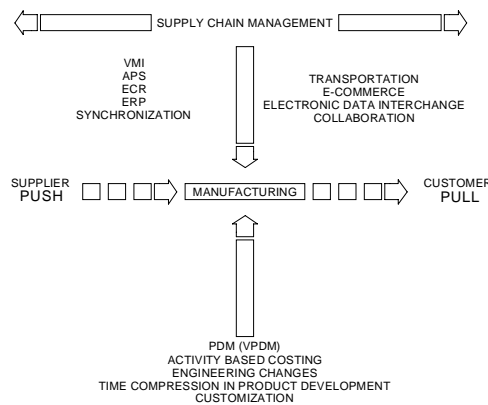 SUPPLY CHAIN MANAGEMENT
VMI
APS
ECR
ERP
SYNCHRONIZATION
TRANSPORTATION
E-COMMERCE
ELECTRONIC DATA INTERCHANGE
COLLABORATION
SUPPLIER
PUSH
MANUFACTURING
CUSTOMER
PULL
PDM (VPDM)
ACTIVITY BASED COSTING
ENGINEERING CHANGES
TIME COMPRESSION IN PRODUCT DEVELOPMENT
CUSTOMIZATION